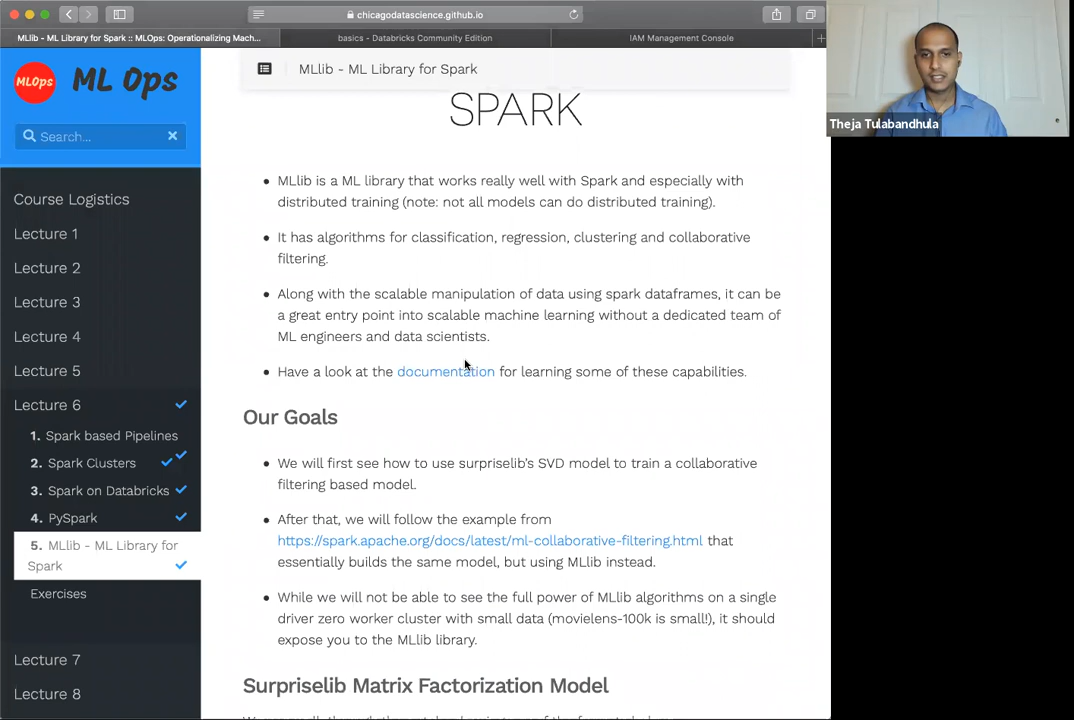 chicagodatascience.github.io
MLlib - ML Library for Spark :: MLOps: Operationalizing Mach...
basics - Databricks Community Edition
IAM Management Console
MLOps
ML Ops
Search...
Course Logistics
Lecture 1
Lecture 2
Lecture 3
Lecture 4
Lecture 5
Lecture 6
1. Spark based Pipelines
2. Spark Clusters
3. Spark on Databricks
4. PySpark
5. MLlib - ML Library for
Spark
Exercises
Lecture 7
Lecture 8
MLlib - ML Library for Spark
SPARK
MLlib is a ML library that works really well with Spark and especially with
distributed training (note: not all models can do distributed training).
It has algorithms for classification, regression, clustering and collaborative
filtering.
Along with the scalable manipulation of data using spark dataframes, it can be
a great entry point into scalable machine learning without a dedicated team of
ML engineers and data scientists.
Have a look at the documentation for learning some of these capabilities.
Our Goals
We will first see how to use surpriselib's SVD model to train a collaborative
filtering based model.
After that, we will follow the example from
https://spark.apache.org/docs/latest/ml-collaborative-filtering.html that
essentially builds the same model, but using MLlib instead.
While we will not be able to see the full power of MLlib algorithms on a single
driver zero worker cluster with small data (movielens-100k is small!), it should
expose you to the MLlib library.
Surpriselib Matrix Factorization Model
Theja Tulabandhula